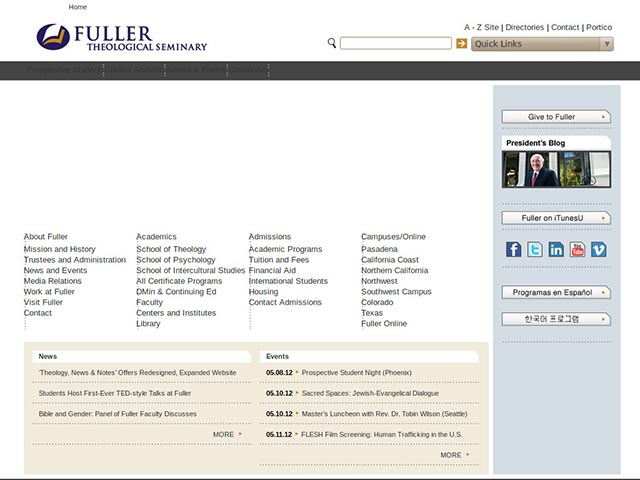 Home
FULLER
THEOLOGICAL SEMINARY
A - Z Site | Directories | Contact | Portico
Quick Links
Prospective Students Current Students Alumni & Friends
Give to Fuller
President's Blog
Fuller on iTunesU
Programas en Español
한국어 프로그램
About Fuller
Mission and History
Trustees and Administration
News and Events
Media Relations
Work at Fuller
Visit Fuller
Contact
Academics
School of Theology
School of Psychology
School of Intercultural Studies
All Certificate Programs
DMin & Continuing Ed
Faculty
Centers and Institutes
Library
Admissions
Academic Programs
Tuition and Fees
Financial Aid
International Students
Housing
Contact Admissions
Campuses/Online
Pasadena
California Coast
Northern California
Northwest
Southwest Campus
Colorado
Texas
Fuller Online
News
'Theology, News & Notes' Offers Redesigned, Expanded Website
Students Host First-Ever TED-style Talks at Fuller
Bible and Gender: Panel of Fuller Faculty Discusses
MORE
Events
05.08.12 Prospective Student Night (Phoenix)
05.10.12 Sacred Spaces: Jewish-Evangelical Dialogue
05.10.12 Master's Luncheon with Rev. Dr. Tobin Wilson (Seattle)
05.11.12 FLESH Film Screening: Human Trafficking in the U.S.
MORE